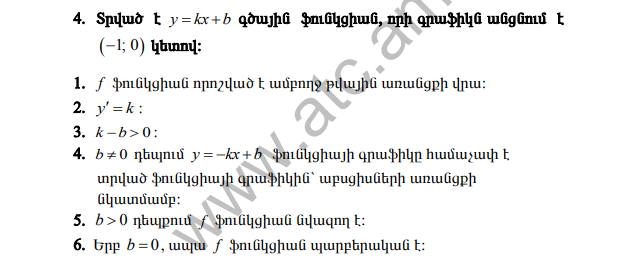 4. Տրված է y = kx + b գծային ֆունկցիան, որի գրաֆիկն անցնում է
(−1; 0) կետով:
1. f ֆունկցիան որոշված է ամբողջ թվային առանցքի վրա:
2. y′ = k :
3. k − b > 0 :
4. b ≠ 0 դեպում y = −kx + b ֆունկցիայի գրաֆիկը համաչափ է
տրված ֆունկցիայի գրաֆիկին՝ աբսցիսների առանցքի
նկատմամբ:
5. b > 0 դեպքում f ֆունկցիան նվազող է:
6. Երբ b = 0, ապա f ֆունկցիան պարբերական է:
www.atc.am